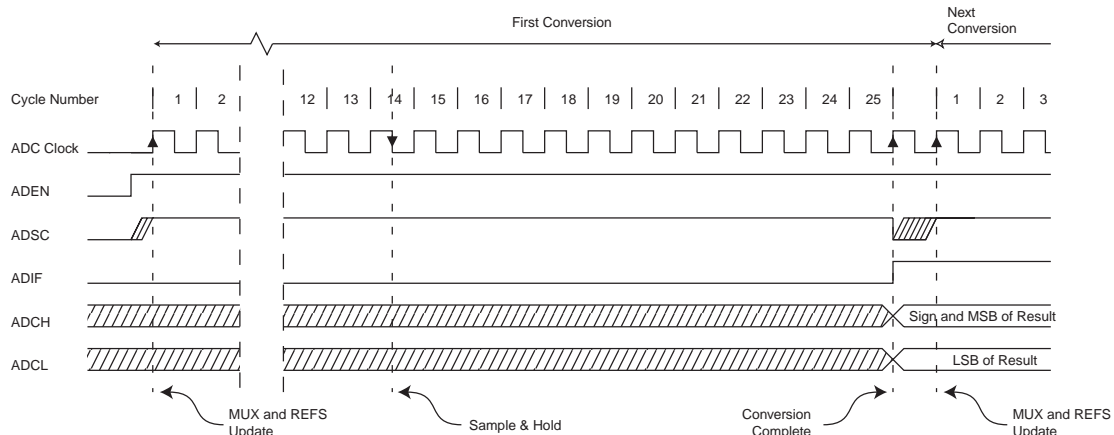 First Conversion
Next
Conversion
Cycle Number 1 2 12 13 14 15 16 17 18 19 20 21 22 23 24 25 1 2 3
ADC Clock
ADEN
ADSC
ADIF
ADCH Sign and MSB of Result
ADCL LSB of Result
MUX and REFS
Update
Sample & Hold
Conversion
Complete
MUX and REFS
Update